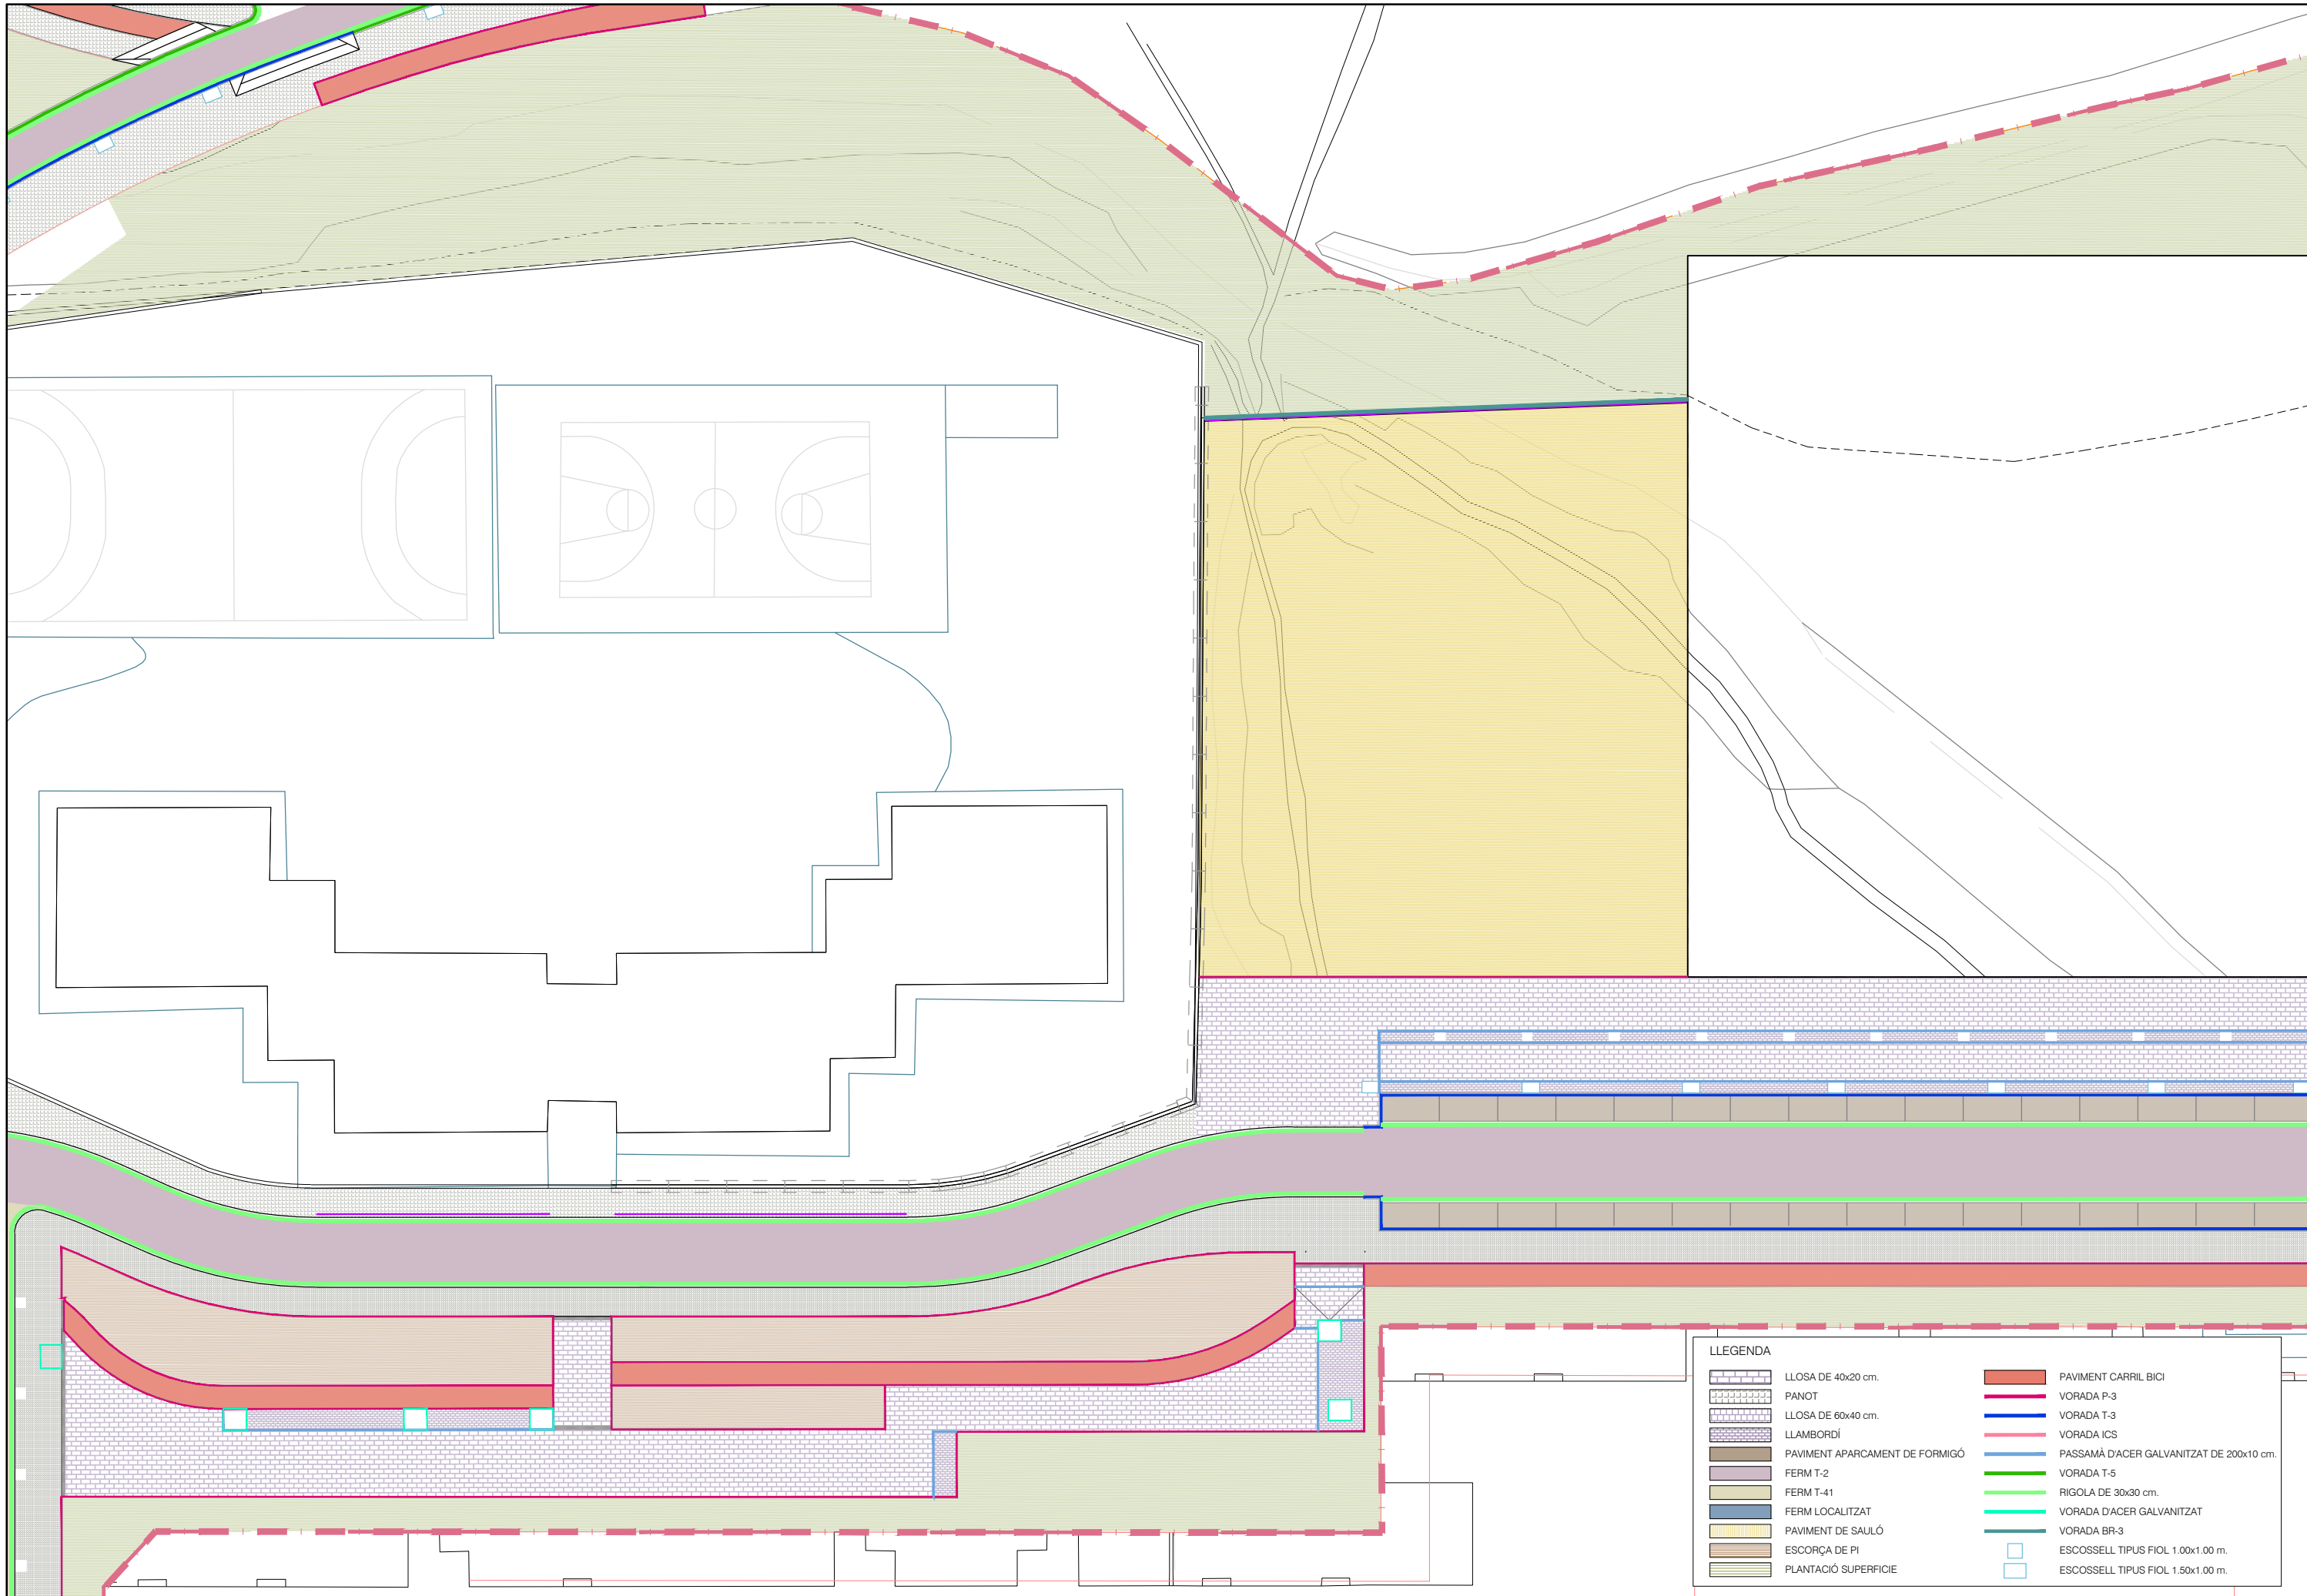 LLEGENDA
LLOSA DE 40x20 cm.
PANOT
LLOSA DE 60x40 cm.
LLAMBORDÍ
PAVIMENT APARCAMENT DE FORMIGÓ
FERM T-2
FERM T-41
FERM LOCALITZAT
PAVIMENT DE SAULÓ
ESCORÇA DE PI
PLANTACIÓ SUPERFICIE
PAVIMENT CARRIL BICI
VORADA P-3
VORADA T-3
VORADA ICS
PASSAMÀ D'ACER GALVANITZAT DE 200x10 cm.
VORADA T-5
RIGOLA DE 30x30 cm.
VORADA D'ACER GALVANITZAT
VORADA BR-3
ESCOSSELL TIPUS FIOL 1.00x1.00 m.
ESCOSSELL TIPUS FIOL 1.50x1.00 m.